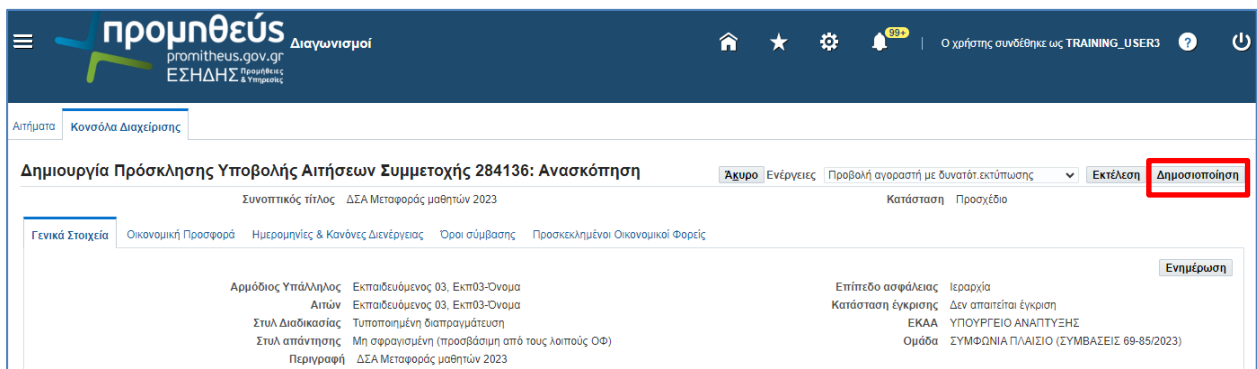 προμηθεύς
promitheus.gov.gr
ΕΣΗΔΗΣ Προμήθειες & Υπηρεσίες
Διαγωνισμοί
99+
Ο χρήστης συνδέθηκε ως TRAINING_USER3
?
Αιτήματα Κονσόλα Διαχείρισης
Δημιουργία Πρόσκλησης Υποβολής Αιτήσεων Συμμετοχής 284136: Ανασκόπηση
Άκυρο Ενέργειες Προβολή αγοραστή με δυνατότ.εκτύπωσης Εκτέλεση Δημοσιοποίηση
Συνοπτικός τίτλος ΔΣΑ Μεταφοράς μαθητών 2023 Κατάσταση Προσχέδιο
Γενικά Στοιχεία Οικονομική Προσφορά Ημερομηνίες & Κανόνες Διενέργειας Όροι σύμβασης Προσκεκλημένοι Οικονομικοί Φορείς
Ενημέρωση
Αρμόδιος Υπάλληλος Εκπαιδευόμενος 03, Εκπ03-Όνομα Επίπεδο ασφάλειας Ιεραρχία
Αιτών Εκπαιδευόμενος 03, Εκπ03-Όνομα Κατάσταση έγκρισης Δεν απαιτείται έγκριση
Στυλ Διαδικασίας Τυποποιημένη διαπραγμάτευση ΕΚΑΑ ΥΠΟΥΡΓΕΙΟ ΑΝΑΠΤΥΞΗΣ
Στυλ απάντησης Μη σφραγισμένη (προσβάσιμη από τους λοιπούς ΟΦ) Ομάδα ΣΥΜΦΩΝΙΑ ΠΛΑΙΣΙΟ (ΣΥΜΒΑΣΕΙΣ 69-85/2023)
Περιγραφή ΔΣΑ Μεταφοράς μαθητών 2023